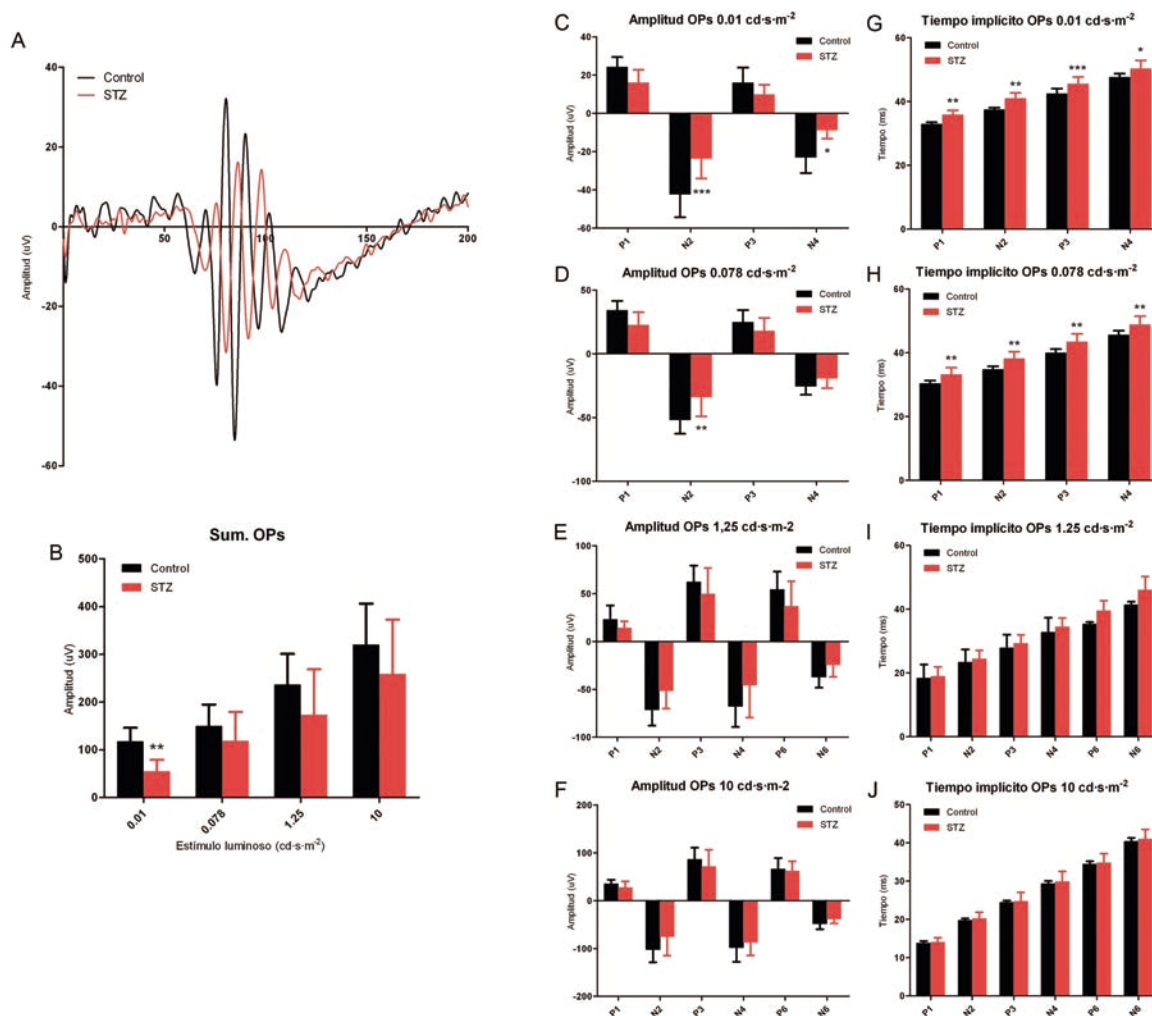 A
Control
STZ
40
20
0
-20
-40
-60
50
100
150
200
Amplitud (uV)
B
Sum. OPs
Control
STZ
500
400
300
200
100
0
Amplitud (uV)
**
0.01
0.078
1.25
10
Estímulo luminoso (cd·s·m-2)
C
Amplitud OPs 0.01 cd·s·m-2
Control
STZ
40
20
0
-20
-40
-60
Amplitud (uV)
***
*
P1
N2
P3
N4
D
Amplitud OPs 0.078 cd·s·m-2
Control
STZ
50
0
-50
-100
Amplitud (uV)
**
P1
N2
P3
N4
E
Amplitud OPs 1,25 cd·s·m-2
Control
STZ
100
50
0
-50
-100
Amplitud (uV)
P1
N2
P3
N4
P6
N6
F
Amplitud OPs 10 cd·s·m-2
Control
STZ
200
100
0
-100
-200
Amplitud (uV)
P1
N2
P3
N4
P6
N6
G
Tiempo implícito OPs 0.01 cd·s·m-2
Control
STZ
60
40
20
0
Tiempo (ms)
**
**
***
*
P1
N2
P3
N4
H
Tiempo implícito OPs 0.078 cd·s·m-2
Control
STZ
60
40
20
0
Tiempo (ms)
**
**
**
**
P1
N2
P3
N4
I
Tiempo implícito OPs 1.25 cd·s·m-2
Control
STZ
60
40
20
0
Tiempo (ms)
P1
N2
P3
N4
P6
N6
J
Tiempo implícito OPs 10 cd·s·m-2
Control
STZ
50
40
30
20
10
0
Tiempo (ms)
P1
N2
P3
N4
P6
N6